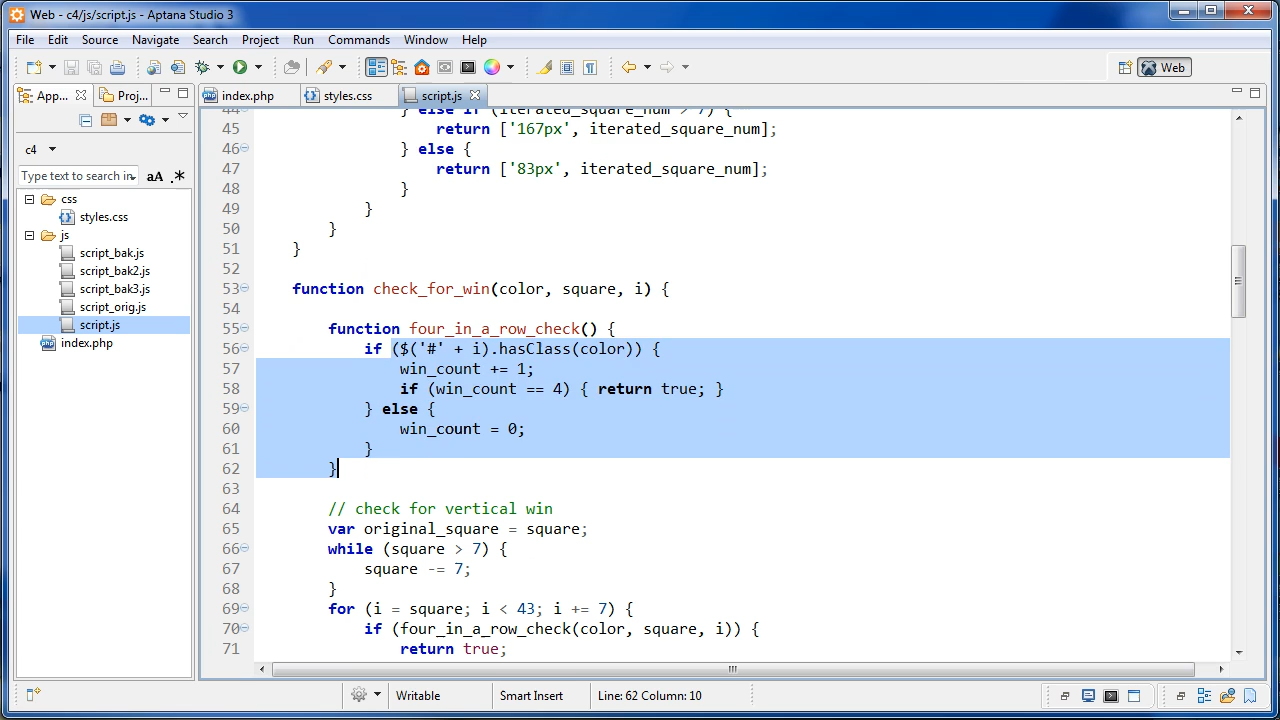 Web - c4/js/script.js - Aptana Studio 3
File Edit Source Navigate Search Project Run Commands Window Help
Web
App... Proj... index.php styles.css script.js
c4
Type text to search in aA .*
css
styles.css
js
script_bak.js
script_bak2.js
script_bak3.js
script_orig.js
script.js
index.php
44 } else if (iterated_square_num > 7) {
45 return ['167px', iterated_square_num];
46 } else {
47 return ['83px', iterated_square_num];
48 }
49 }
50 }
51 }
52
53 function check_for_win(color, square, i) {
54
55 function four_in_a_row_check() {
56 if ($('#' + i).hasClass(color)) {
57 win_count += 1;
58 if (win_count == 4) { return true; }
59 } else {
60 win_count = 0;
61 }
62 }
63
64 // check for vertical win
65 var original_square = square;
66 while (square > 7) {
67 square -= 7;
68 }
69 for (i = square; i < 43; i += 7) {
70 if (four_in_a_row_check(color, square, i)) {
71 return true;
Writable Smart Insert Line: 62 Column: 10